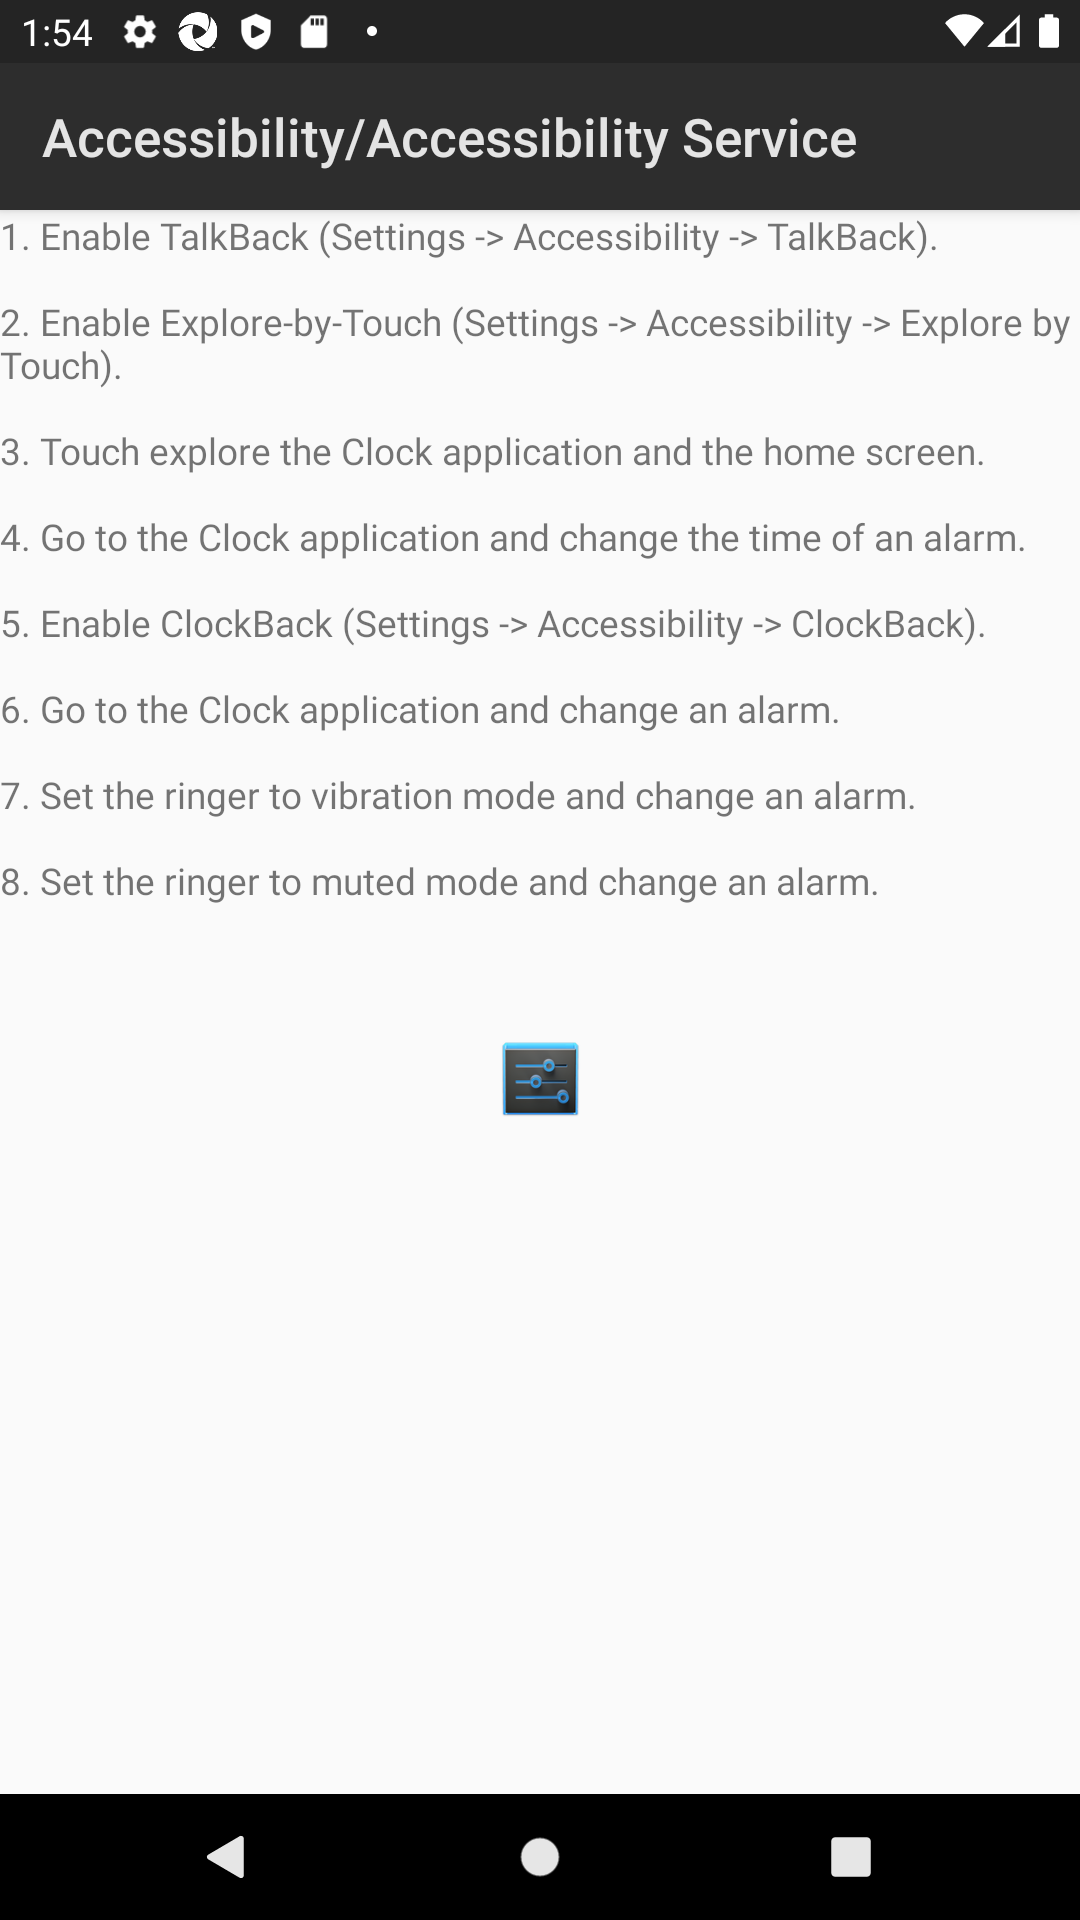 1:54
Accessibility/Accessibility Service
1. Enable TalkBack (Settings -> Accessibility -> TalkBack).
2. Enable Explore-by-Touch (Settings -> Accessibility -> Explore by
Touch).
3. Touch explore the Clock application and the home screen.
4. Go to the Clock application and change the time of an alarm.
5. Enable ClockBack (Settings -> Accessibility -> ClockBack).
6. Go to the Clock application and change an alarm.
7. Set the ringer to vibration mode and change an alarm.
8. Set the ringer to muted mode and change an alarm.